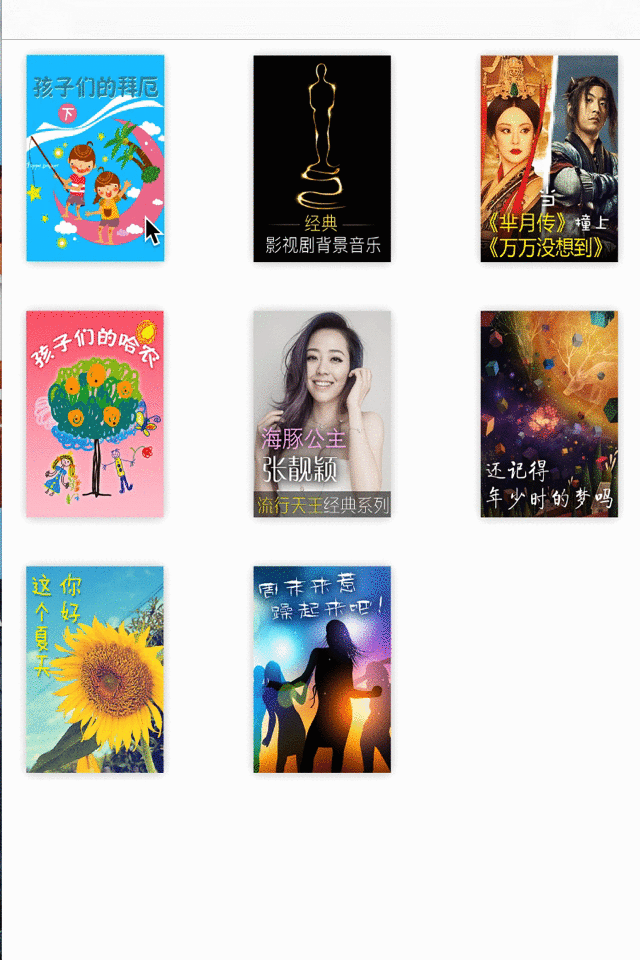 孩子们的拜厄
下
经典
影视剧背景音乐
当
《芈月传》撞上
《万万没想到》
孩子们的哈农
海豚公主
张靓颖
流行天王经典系列
还记得
年少时的梦吗
你好
这个夏天
周末来惹
躁起来吧!